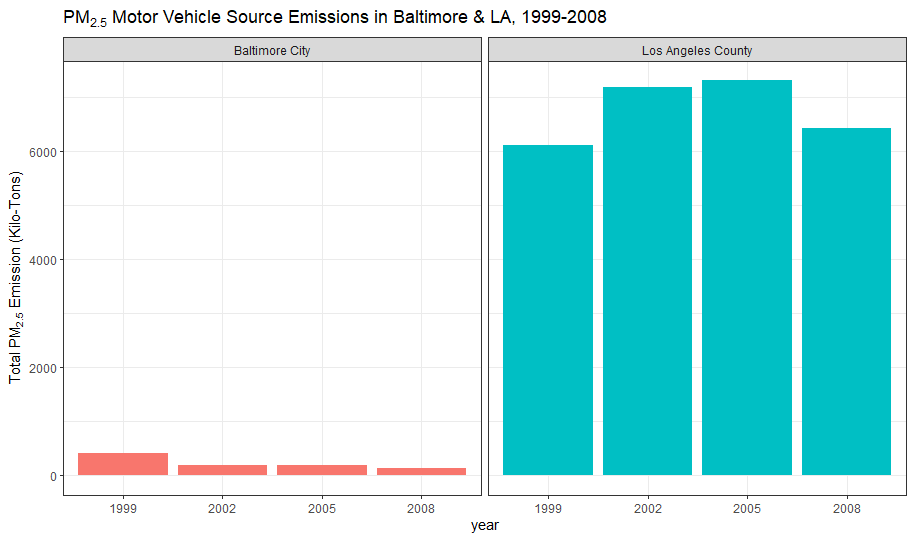 PM2.5 Motor Vehicle Source Emissions in Baltimore & LA, 1999-2008
Baltimore City
Los Angeles County
Total PM2.5 Emission (Kilo-Tons)
6000
4000
2000
0
1999 2002 2005 2008
1999 2002 2005 2008
year